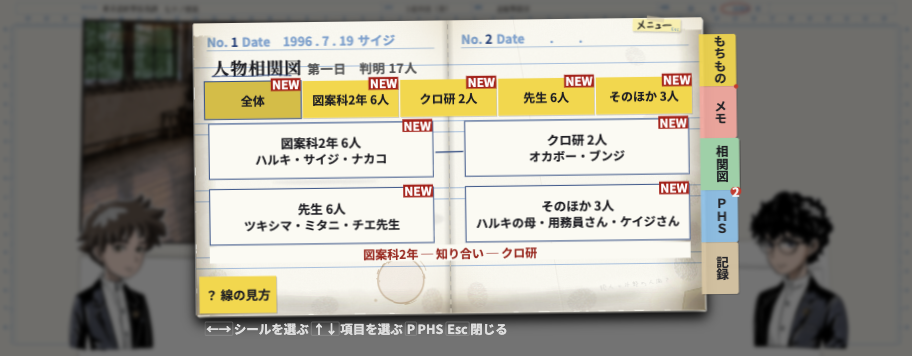 メニュー
No. 1 Date 1996 . 7 . 19 サイジ
No. 2 Date . .
人物相関図 第一日 判明 17人
NEW NEW NEW NEW NEW
全体 図案科2年 6人 クロ研 2人 先生 6人 そのほか 3人
NEW
図案科2年 6人
ハルキ・サイジ・ナカコ
NEW
クロ研 2人
オカボー・ブンジ
NEW
先生 6人
ツキシマ・ミタニ・チエ先生
NEW
そのほか 3人
ハルキの母・用務員さん・ケイジさん
図案科2年 ─ 知り合い ─ クロ研
? 線の見方
もちもの
メモ
相関図
2
PHS
記録
←→ シールを選ぶ ↑↓ 項目を選ぶ P PHS Esc 閉じる